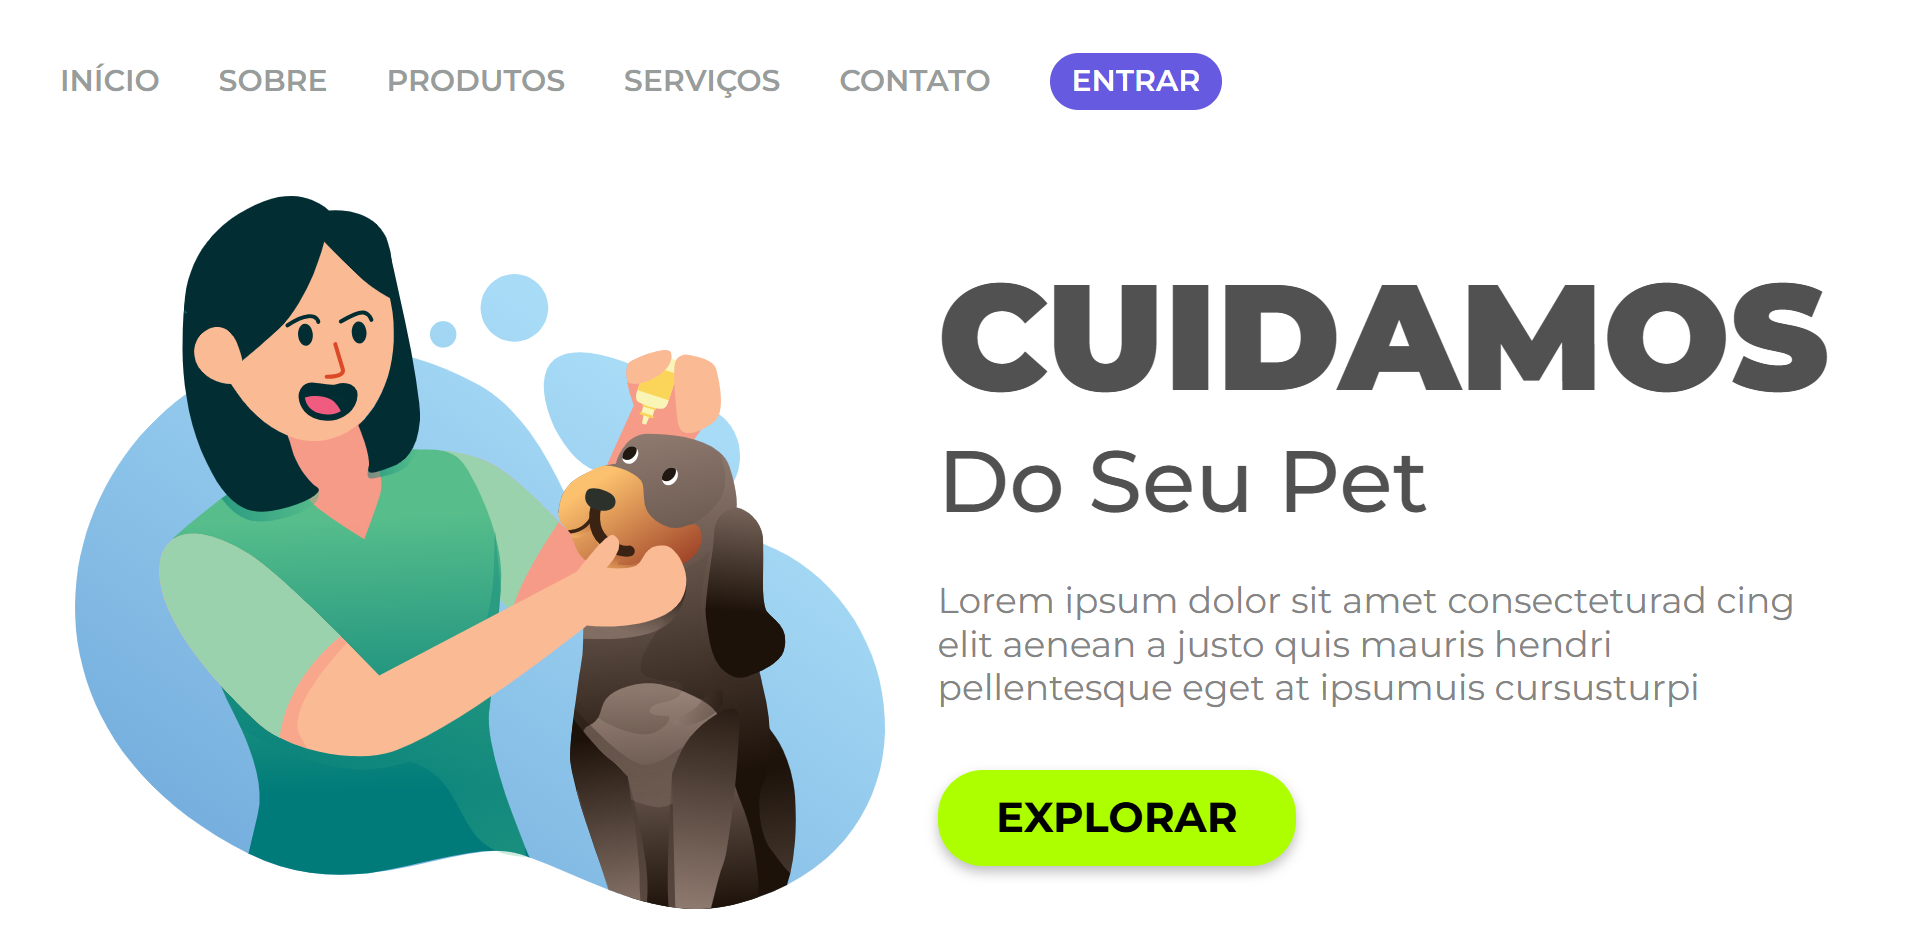 INÍCIO SOBRE PRODUTOS SERVIÇOS CONTATO ENTRAR
CUIDAMOS
Do Seu Pet
Lorem ipsum dolor sit amet consecteturad cing
elit aenean a justo quis mauris hendri
pellentesque eget at ipsumuis cursusturpi
EXPLORAR